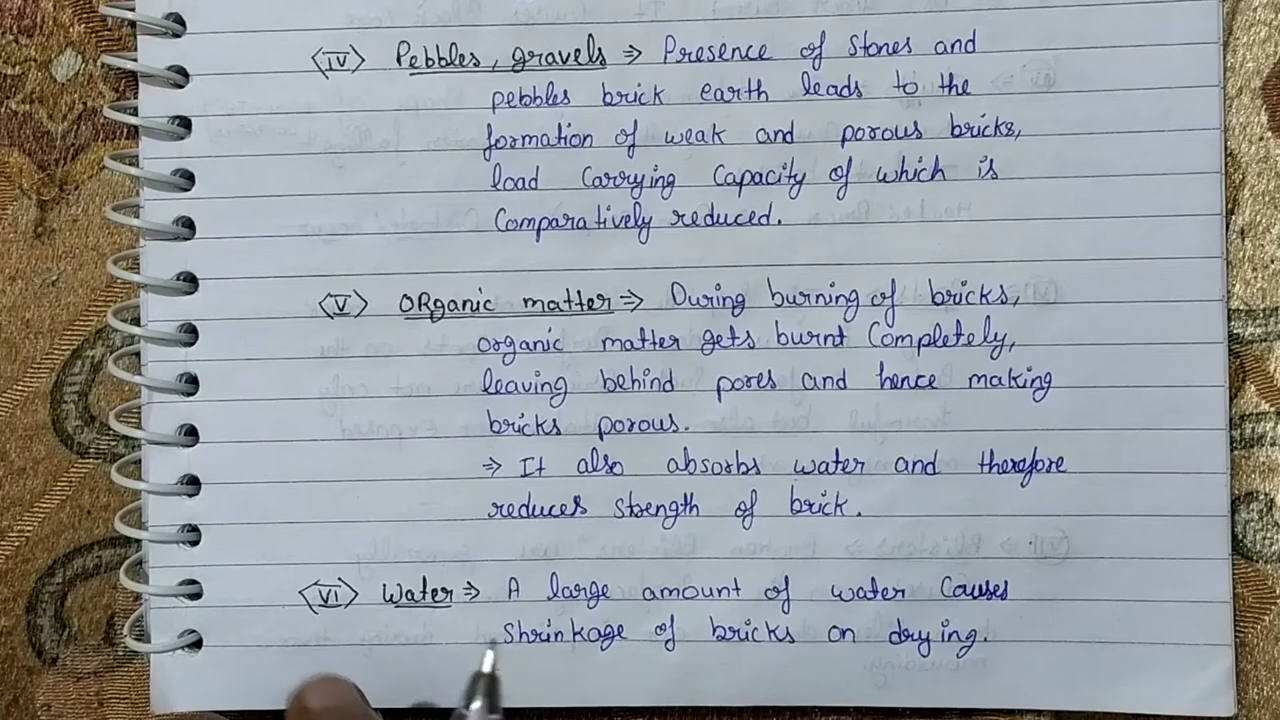 (IV) Pebbles, gravels ⇒ Presence of stones and
pebbles brick earth leads to the
formation of weak and porous bricks,
load Carrying Capacity of which is
Comparatively reduced.
(V) ORganic matter ⇒ During burning of bricks,
organic matter gets burnt Completely,
leaving behind pores and hence making
bricks porous.
⇒ It also absorbs water and therefore
reduces strength of brick.
(VI) Water ⇒ A large amount of water Causes
Shrinkage of bricks on drying.